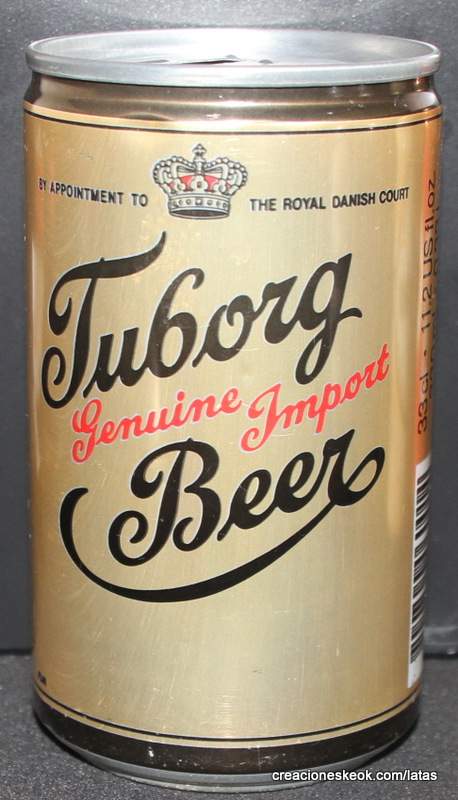 BY APPOINTMENT TO THE ROYAL DANISH COURT
Tuborg
Genuine Import
Beer
33 cl • 11.2 US fl oz
creacioneskeok.com/latas